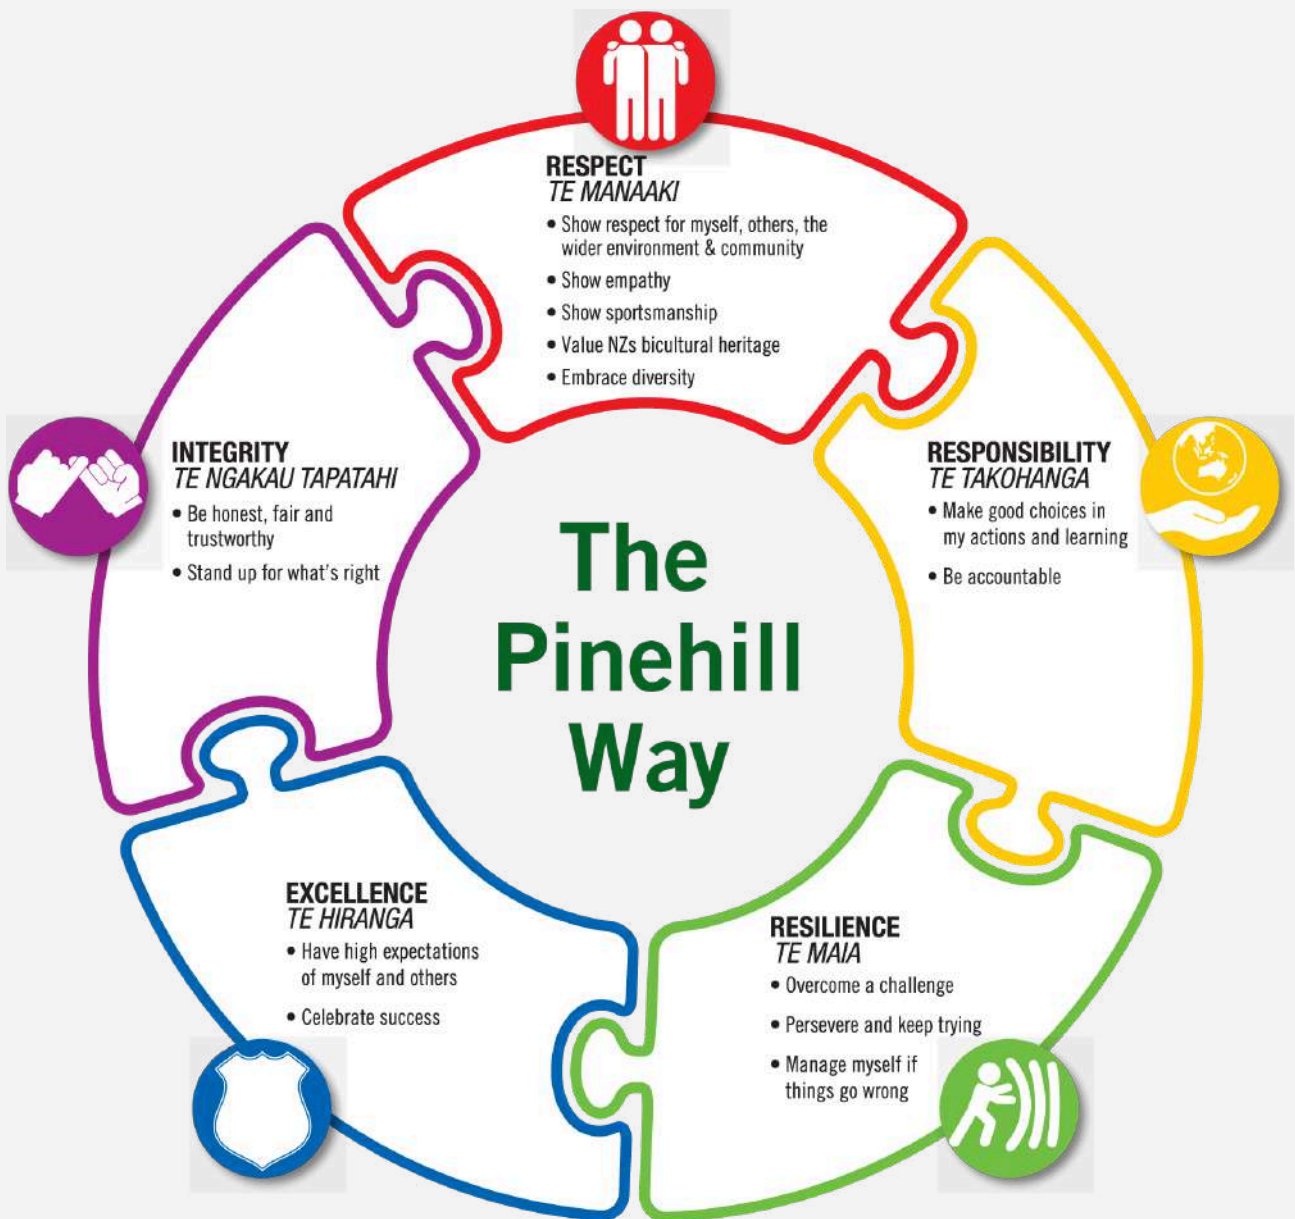 RESPECT
TE MANAAKI
• Show respect for myself, others, the
wider environment & community
• Show empathy
• Show sportsmanship
• Value NZs bicultural heritage
• Embrace diversity
RESPONSIBILITY
TE TAKOHANGA
• Make good choices in
my actions and learning
• Be accountable
RESILIENCE
TE MAIA
• Overcome a challenge
• Persevere and keep trying
• Manage myself if
things go wrong
EXCELLENCE
TE HIRANGA
• Have high expectations
of myself and others
• Celebrate success
INTEGRITY
TE NGAKAU TAPATAHI
• Be honest, fair and
trustworthy
• Stand up for what's right
The
Pinehill
Way